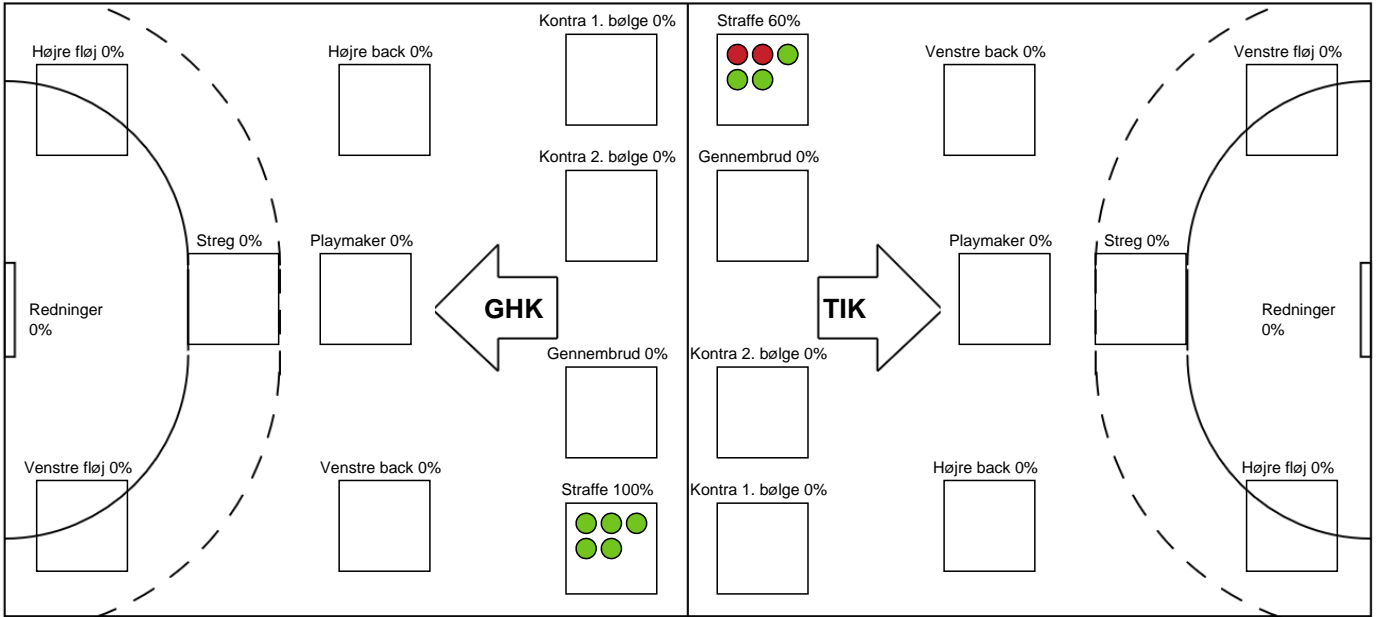 Kontra 1. bølge 0%
Straffe 60%
Højre fløj 0%
Højre back 0%
Venstre back 0%
Venstre fløj 0%
Kontra 2. bølge 0%
Gennembrud 0%
Streg 0%
Playmaker 0%
Playmaker 0%
Streg 0%
Redninger
0%
GHK
TIK
Redninger
0%
Gennembrud 0%
Kontra 2. bølge 0%
Venstre fløj 0%
Venstre back 0%
Højre back 0%
Højre fløj 0%
Straffe 100%
Kontra 1. bølge 0%